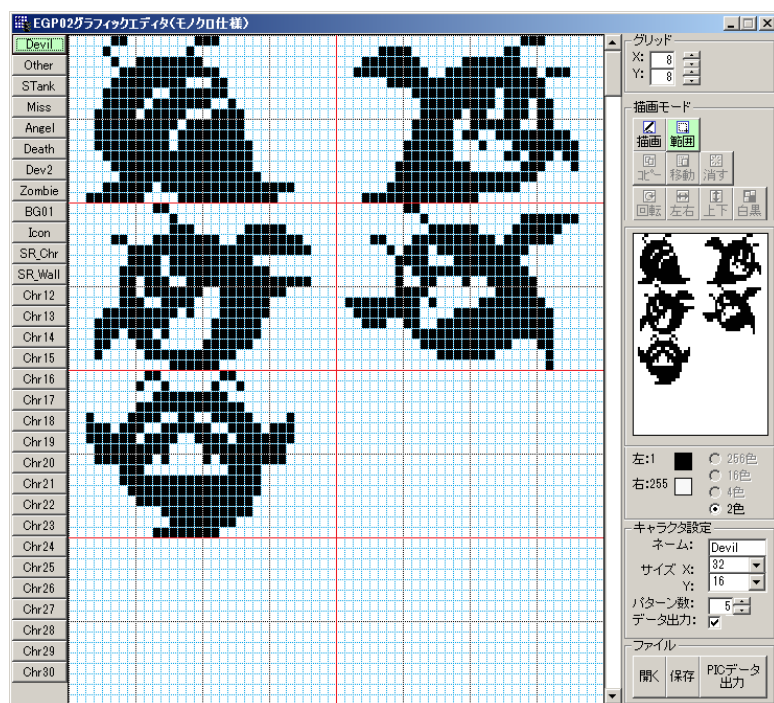 EGP02グラフィックエディタ(モノクロ仕様)
Devil
Other
STank
Miss
Angel
Death
Dev2
Zombie
BG01
Icon
SR_Chr
SR_Wall
Chr12
Chr13
Chr14
Chr15
Chr16
Chr17
Chr18
Chr19
Chr20
Chr21
Chr22
Chr23
Chr24
Chr25
Chr26
Chr27
Chr28
Chr29
Chr30
グリッド
X: 8
Y: 8
描画モード
描画 範囲
コピー 移動 消す
回転 左右 上下 白黒
左:1
右:255
256色
16色
4色
2色
キャラクタ設定
ネーム: Devil
サイズ X: 32
Y: 16
パターン数: 5
データ出力:
ファイル
開く 保存 PICデータ
出力